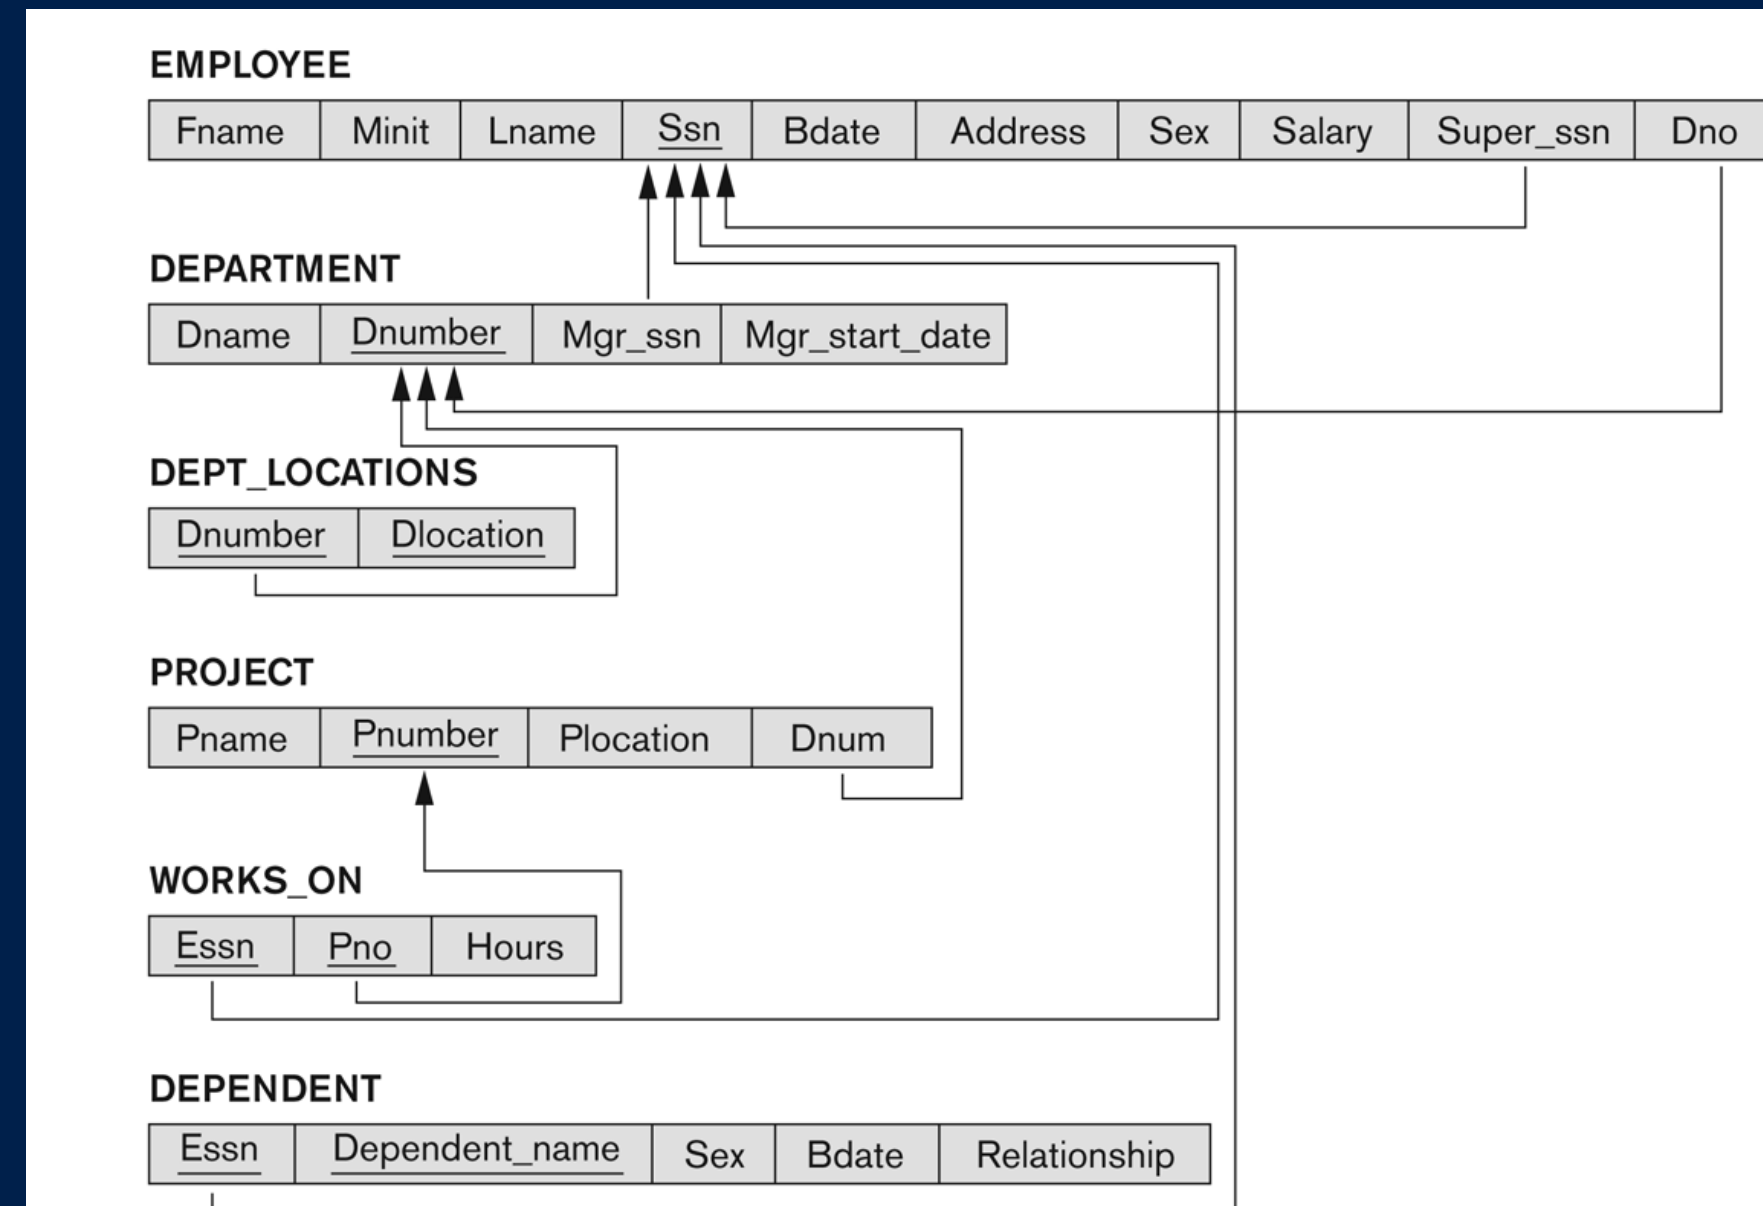 EMPLOYEE
Fname Minit Lname Ssn Bdate Address Sex Salary Super_ssn Dno
DEPARTMENT
Dname Dnumber Mgr_ssn Mgr_start_date
DEPT_LOCATIONS
Dnumber Dlocation
PROJECT
Pname Pnumber Plocation Dnum
WORKS_ON
Essn Pno Hours
DEPENDENT
Essn Dependent_name Sex Bdate Relationship